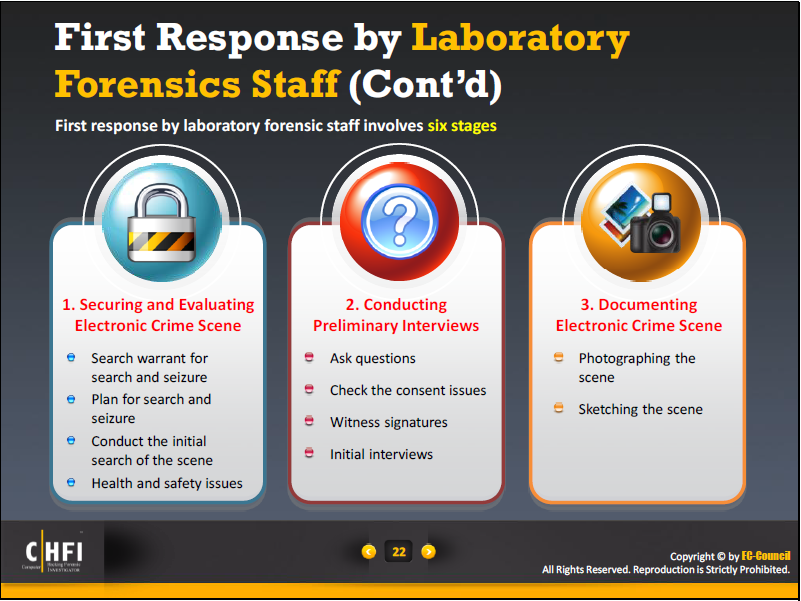 First Response by Laboratory
Forensics Staff (Cont’d)
First response by laboratory forensic staff involves six stages
1. Securing and Evaluating
Electronic Crime Scene
Search warrant for
search and seizure
Plan for search and
seizure
Conduct the initial
search of the scene
Health and safety issues
2. Conducting
Preliminary Interviews
Ask questions
Check the consent issues
Witness signatures
Initial interviews
3. Documenting
Electronic Crime Scene
Photographing the
scene
Sketching the scene
CHFI
Computer Hacking Forensic
INVESTIGATOR
22
Copyright © by EC-Council
All Rights Reserved. Reproduction is Strictly Prohibited.